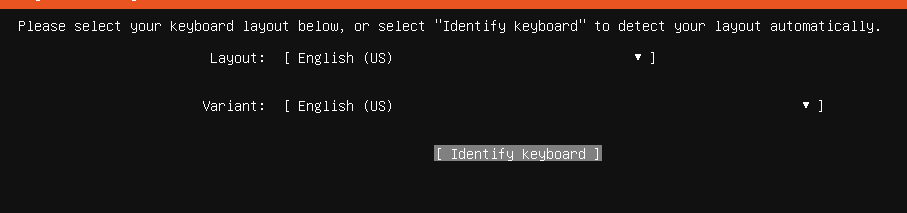 Please select your keyboard layout below, or select "Identify keyboard" to detect your layout automatically.
Layout: [ English (US) ▾ ]
Variant: [ English (US) ▾ ]
[ Identify keyboard ]